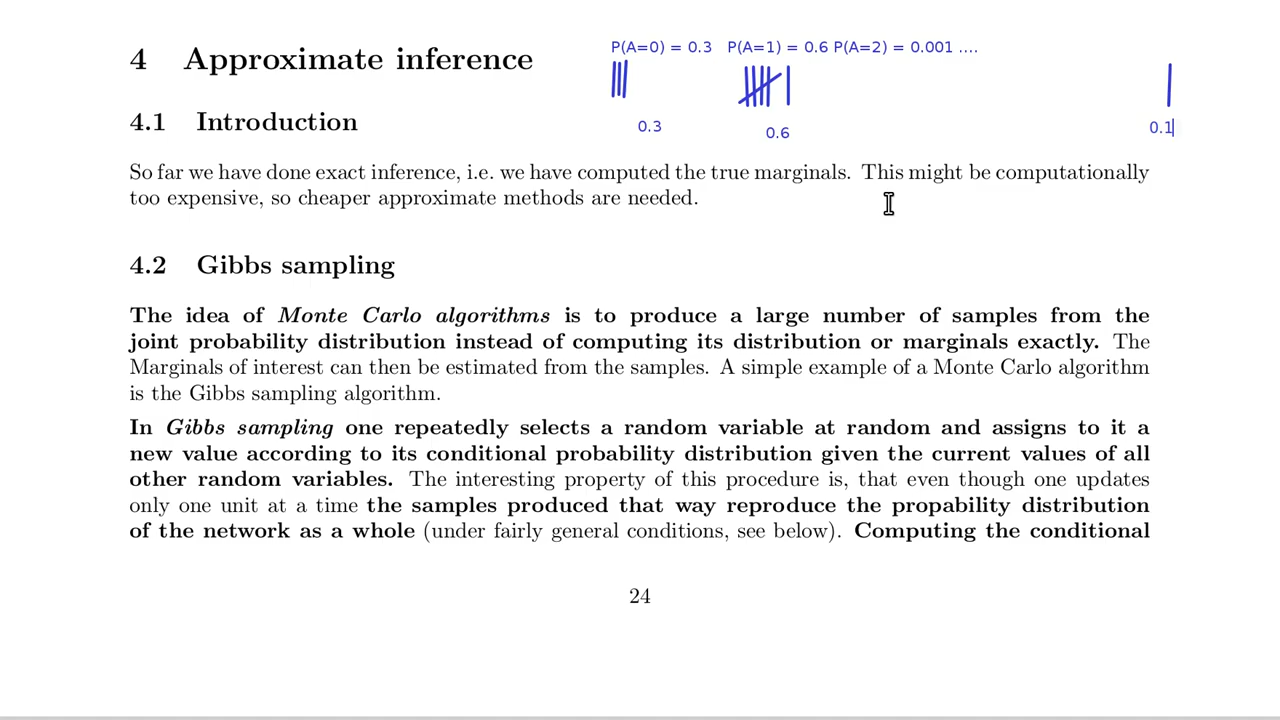 4 Approximate inference
P(A=0) = 0.3 P(A=1) = 0.6 P(A=2) = 0.001 ....
4.1 Introduction
0.3 0.6 0.1
So far we have done exact inference, i.e. we have computed the true marginals. This might be computationally
too expensive, so cheaper approximate methods are needed.
4.2 Gibbs sampling
The idea of Monte Carlo algorithms is to produce a large number of samples from the
joint probability distribution instead of computing its distribution or marginals exactly. The
Marginals of interest can then be estimated from the samples. A simple example of a Monte Carlo algorithm
is the Gibbs sampling algorithm.
In Gibbs sampling one repeatedly selects a random variable at random and assigns to it a
new value according to its conditional probability distribution given the current values of all
other random variables. The interesting property of this procedure is, that even though one updates
only one unit at a time the samples produced that way reproduce the propability distribution
of the network as a whole (under fairly general conditions, see below). Computing the conditional
24